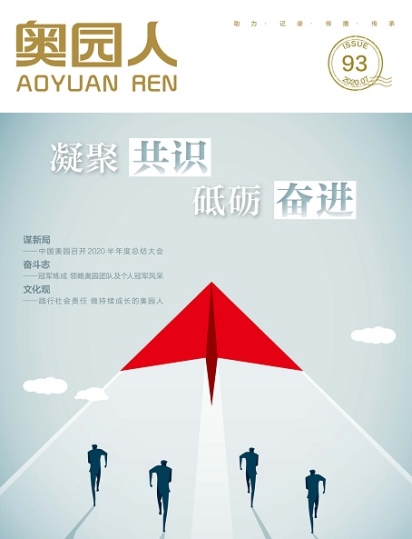 奥园人
AOYUAN REN
助力·记录·传播·传承
ISSUE
93
2020.07
凝聚 共识
砥砺 奋进
谋新局
——中国奥园召开2020半年度总结大会
奋斗志
——冠军炼成 领略奥园团队及个人冠军风采
文化观
——践行社会责任 做持续成长的奥园人